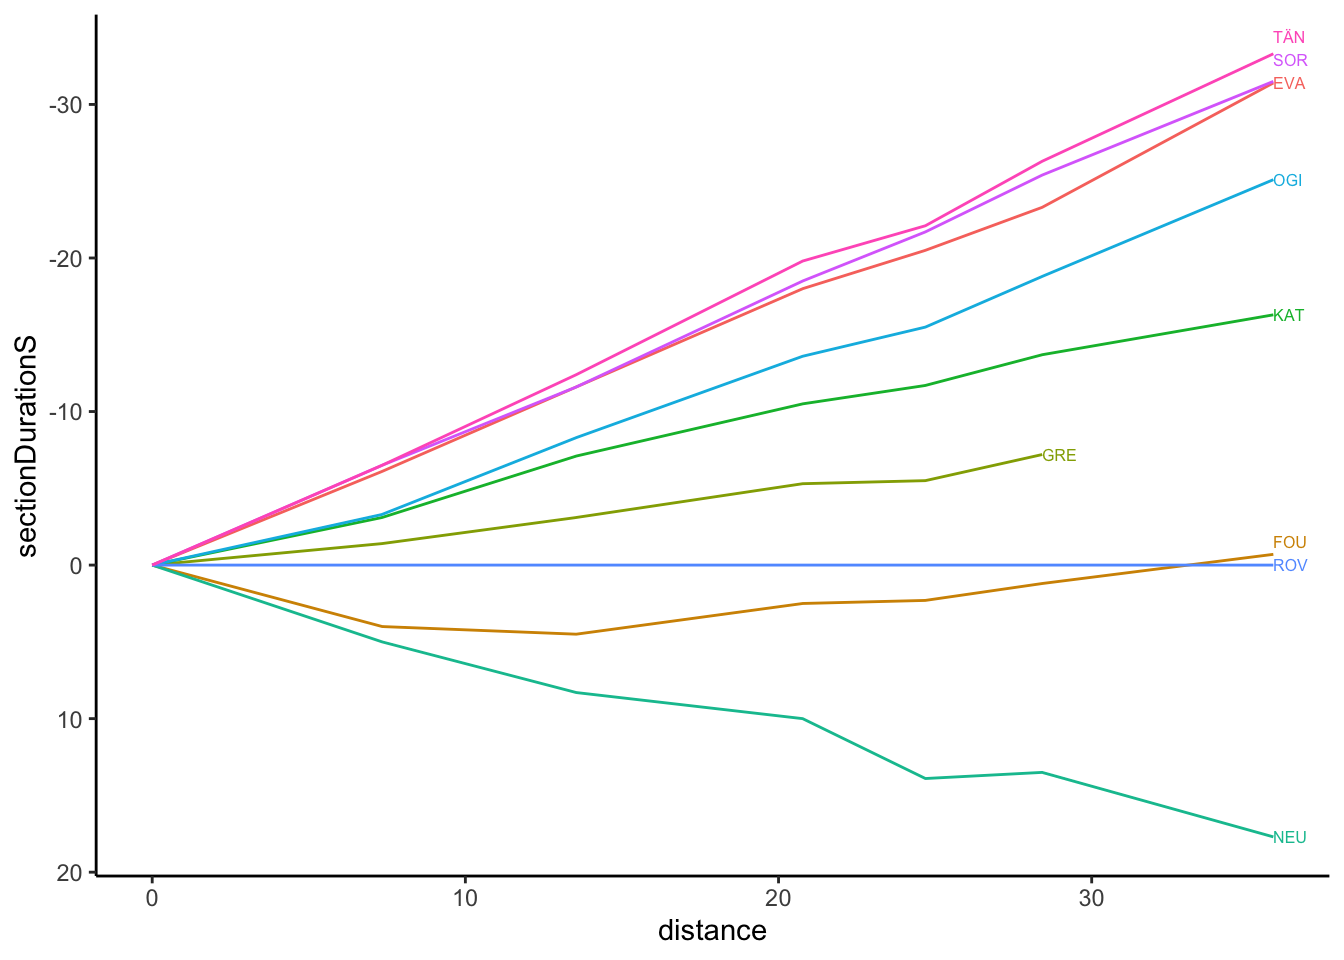 TÄN
SOR
EVA
-30
OGI
-20
KAT
-10
GRE
sectionDurationS
FOU
0
ROV
10
NEU
20
0
10
20
30
distance